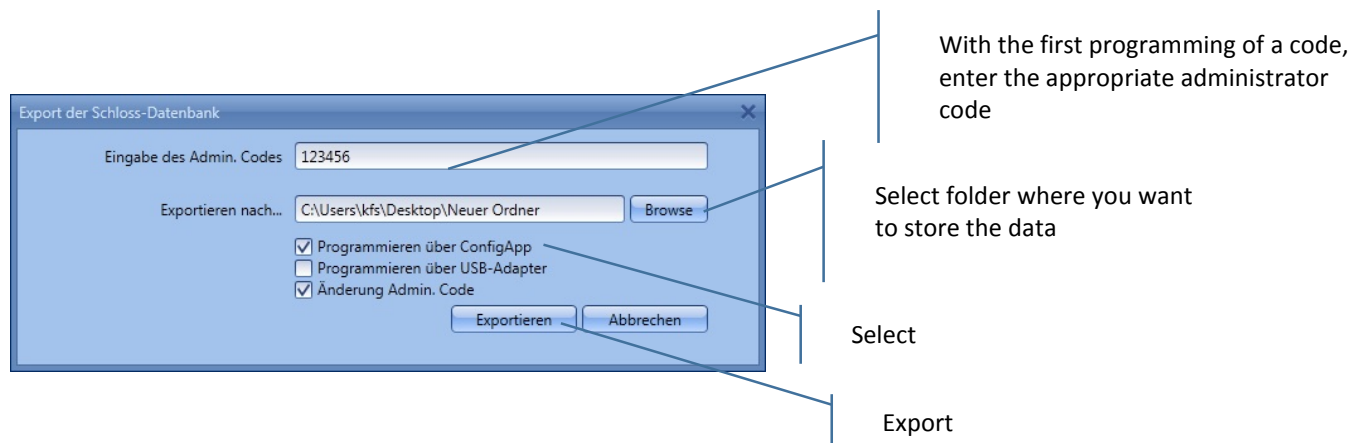 With the first programming of a code,
enter the appropriate administrator
code
Export der Schloss-Datenbank
Eingabe des Admin. Codes 123456
Exportieren nach... C:\Users\kfs\Desktop\Neuer Ordner Browse
Select folder where you want
to store the data
Programmieren über ConfigApp
Programmieren über USB-Adapter
Änderung Admin. Code
Exportieren Abbrechen
Select
Export